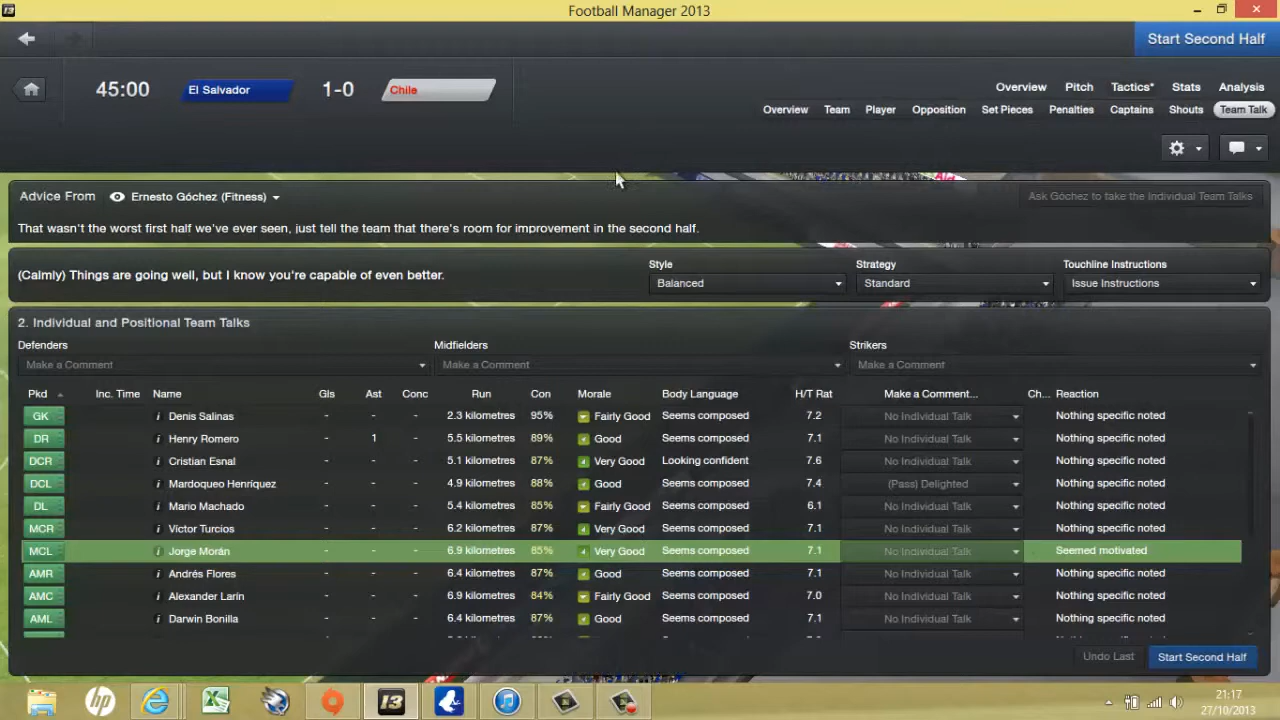 13 Football Manager 2013
Start Second Half
45:00 El Salvador 1-0 Chile
Overview Pitch Tactics* Stats Analysis
Overview Team Player Opposition Set Pieces Penalties Captains Shouts Team Talk
Advice From Ernesto Góchez (Fitness) Ask Góchez to take the Individual Team Talks
That wasn't the worst first half we've ever seen, just tell the team that there's room for improvement in the second half.
Style Strategy Touchline Instructions
(Calmly) Things are going well, but I know you're capable of even better. Balanced Standard Issue Instructions
2. Individual and Positional Team Talks
Defenders Midfielders Strikers
Make a Comment Make a Comment Make a Comment
Pkd Inc. Time Name Gls Ast Conc Run Con Morale Body Language H/T Rat Make a Comment... Ch... Reaction
GK i Denis Salinas - - - 2.3 kilometres 95% Fairly Good Seems composed 7.2 No Individual Talk Nothing specific noted
DR i Henry Romero - 1 - 5.5 kilometres 89% Good Seems composed 7.1 No Individual Talk Nothing specific noted
DCR i Cristian Esnal - - - 5.1 kilometres 87% Very Good Looking confident 7.6 No Individual Talk Nothing specific noted
DCL i Mardoqueo Henríquez - - - 4.9 kilometres 88% Good Seems composed 7.4 (Pass) Delighted Nothing specific noted
DL i Mario Machado - - - 5.4 kilometres 85% Fairly Good Seems composed 6.1 No Individual Talk Nothing specific noted
MCR i Víctor Turcios - - - 6.2 kilometres 87% Very Good Seems composed 7.1 No Individual Talk Nothing specific noted
MCL i Jorge Morán - - - 6.9 kilometres 85% Very Good Seems composed 7.1 No Individual Talk Seemed motivated
AMR i Andrés Flores - - - 6.4 kilometres 87% Good Seems composed 7.1 No Individual Talk Nothing specific noted
AMC i Alexander Larín - - - 6.9 kilometres 84% Fairly Good Seems composed 7.0 No Individual Talk Nothing specific noted
AML i Darwin Bonilla - - - 6.4 kilometres 87% Good Seems composed 7.1 No Individual Talk Nothing specific noted
Undo Last Start Second Half
hp 13
21:17
27/10/2013